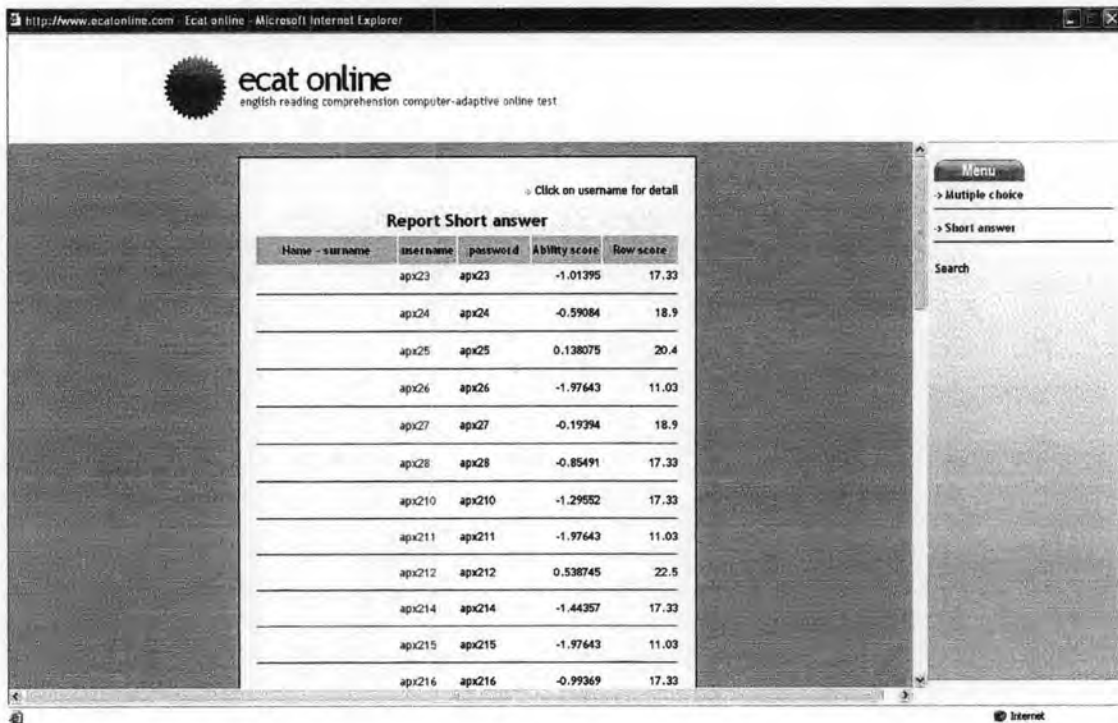 http://www.ecatonline.com - Ecat online - Microsoft Internet Explorer
ecat online
english reading comprehension computer-adaptive online test
Click on username for detail
Report Short answer
Name - surname username password Ability score Row score
apx23 apx23 -1.01395 17.33
apx24 apx24 -0.59084 18.9
apx25 apx25 0.138075 20.4
apx26 apx26 -1.97643 11.03
apx27 apx27 -0.19394 18.9
apx28 apx28 -0.85491 17.33
apx210 apx210 -1.29552 17.33
apx211 apx211 -1.97643 11.03
apx212 apx212 0.538745 22.5
apx214 apx214 -1.44357 17.33
apx215 apx215 -1.97643 11.03
apx216 apx216 -0.99369 17.33
Menu
-> Mutiple choice
-> Short answer
Search
Internet